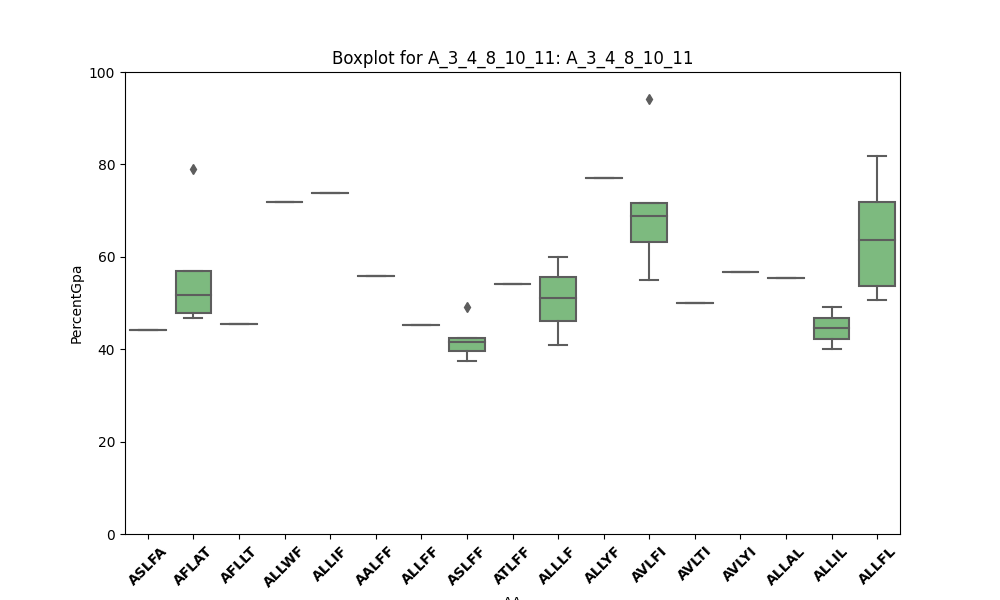 Boxplot for A_3_4_8_10_11: A_3_4_8_10_11
PercentGpa
100
80
60
40
20
0
ASLFA AFLAT AFLLT ALLWF ALLIF AALFF ALLFF ASLFF ATLFF ALLLF ALLYF AVLFI AVLTI AVLYI ALLAL ALLIL ALLFL